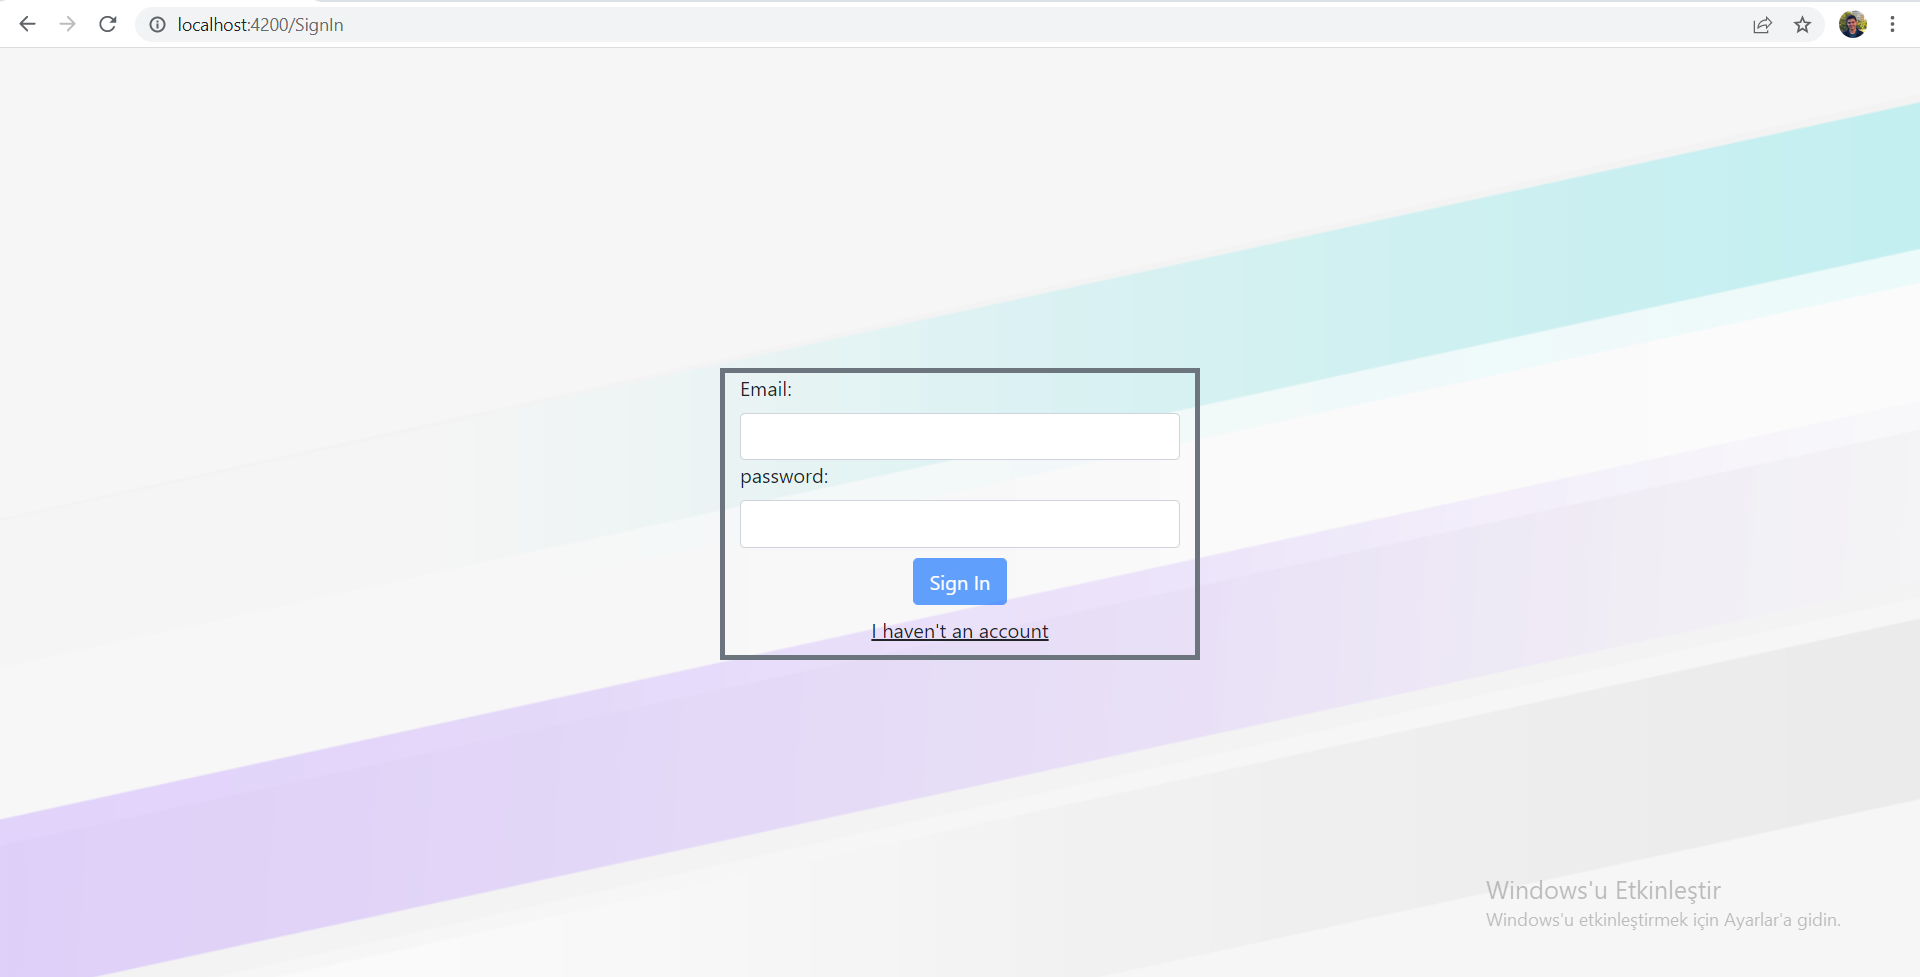 localhost:4200/SignIn
Email:
password:
Sign In
I haven't an account
Windows'u Etkinleştir
Windows'u etkinleştirmek için Ayarlar'a gidin.